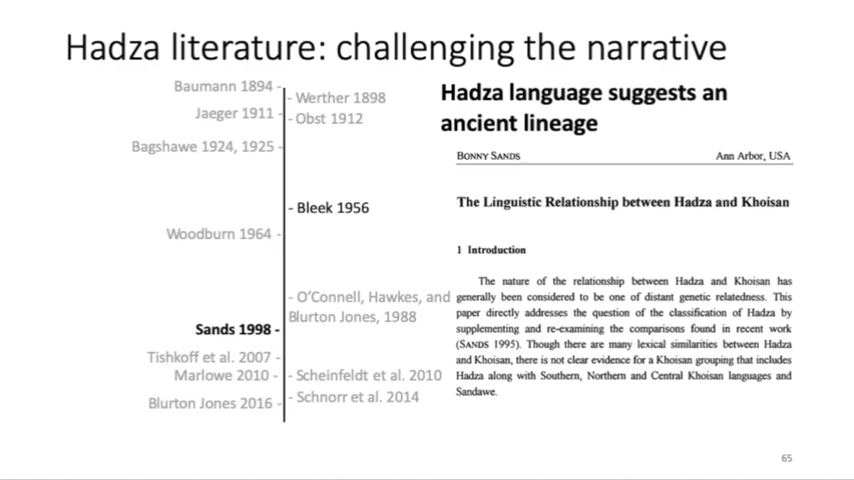 Hadza literature: challenging the narrative
Baumann 1894 -
- Werther 1898
Jaeger 1911 -
- Obst 1912
Bagshawe 1924, 1925 -
- Bleek 1956
Woodburn 1964 -
- O'Connell, Hawkes, and
Blurton Jones, 1988
Sands 1998 -
Tishkoff et al. 2007 -
Marlowe 2010 -
- Scheinfeldt et al. 2010
- Schnorr et al. 2014
Blurton Jones 2016 -
Hadza language suggests an
ancient lineage
BONNY SANDS Ann Arbor, USA
The Linguistic Relationship between Hadza and Khoisan
1 Introduction
The nature of the relationship between Hadza and Khoisan has
generally been considered to be one of distant genetic relatedness. This
paper directly addresses the question of the classification of Hadza by
supplementing and re-examining the comparisons found in recent work
(SANDS 1995). Though there are many lexical similarities between Hadza
and Khoisan, there is not clear evidence for a Khoisan grouping that includes
Hadza along with Southern, Northern and Central Khoisan languages and
Sandawe.
65